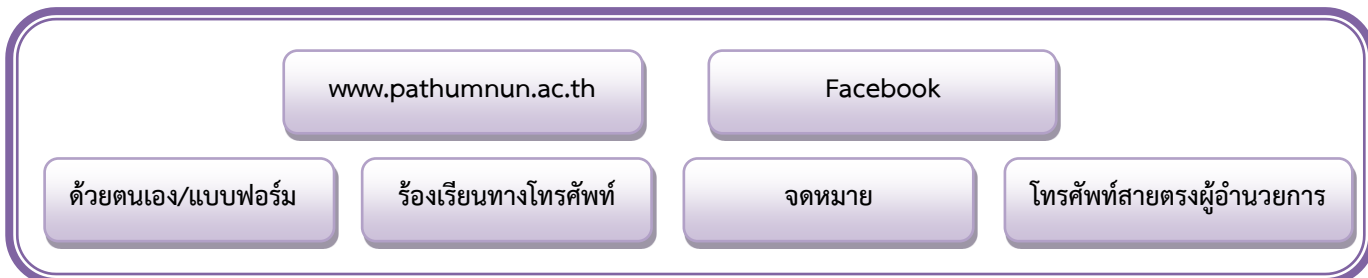 www.pathumnun.ac.th
Facebook
ด้วยตนเอง/แบบฟอร์ม
ร้องเรียนทางโทรศัพท์
จดหมาย
โทรศัพท์สายตรงผู้อำนวยการ